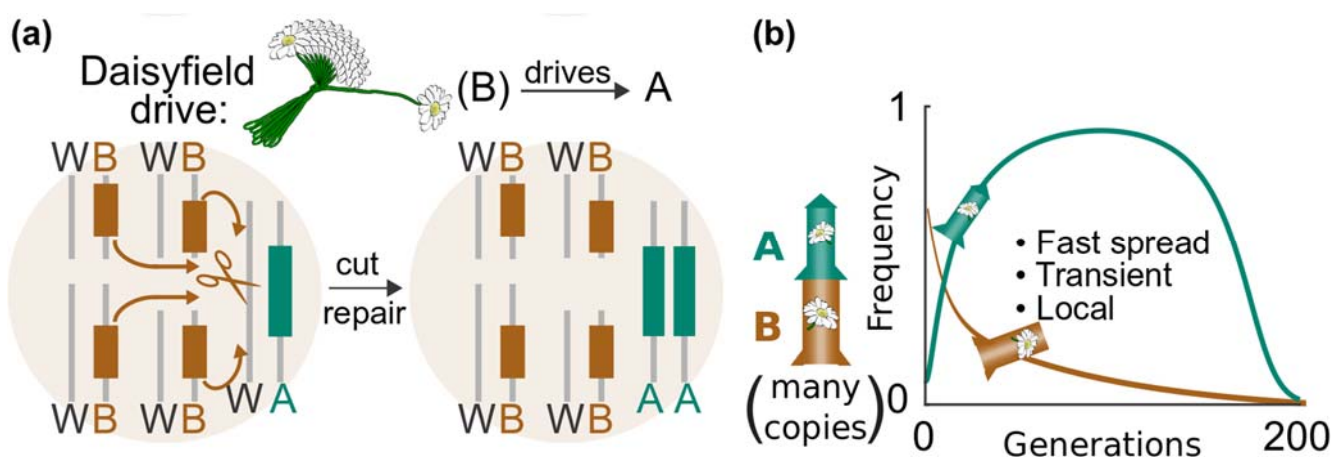 (a)
Daisyfield
drive:
(B) drives A
W B W B
W B W B W A
cut
repair
W B W B
W B W B A A
(b)
1
Frequency
0
A
B
(many
copies)
• Fast spread
• Transient
• Local
0 Generations 200